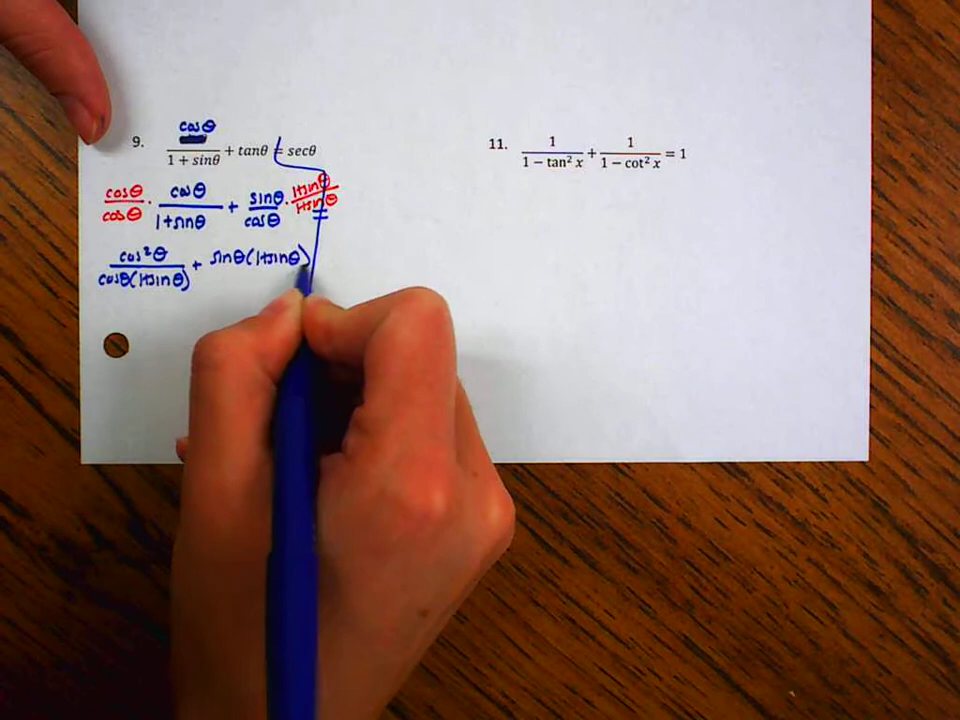 cosθ
9. ――― + tanθ = secθ
1 + sinθ
cosθ/cosθ · cosθ/1+sinθ + sinθ/cosθ · 1+sinθ/1+sinθ =
cos²θ/cosθ(1+sinθ) + sinθ(1+sinθ)
11. 1/1 − tan² x + 1/1 − cot² x = 1